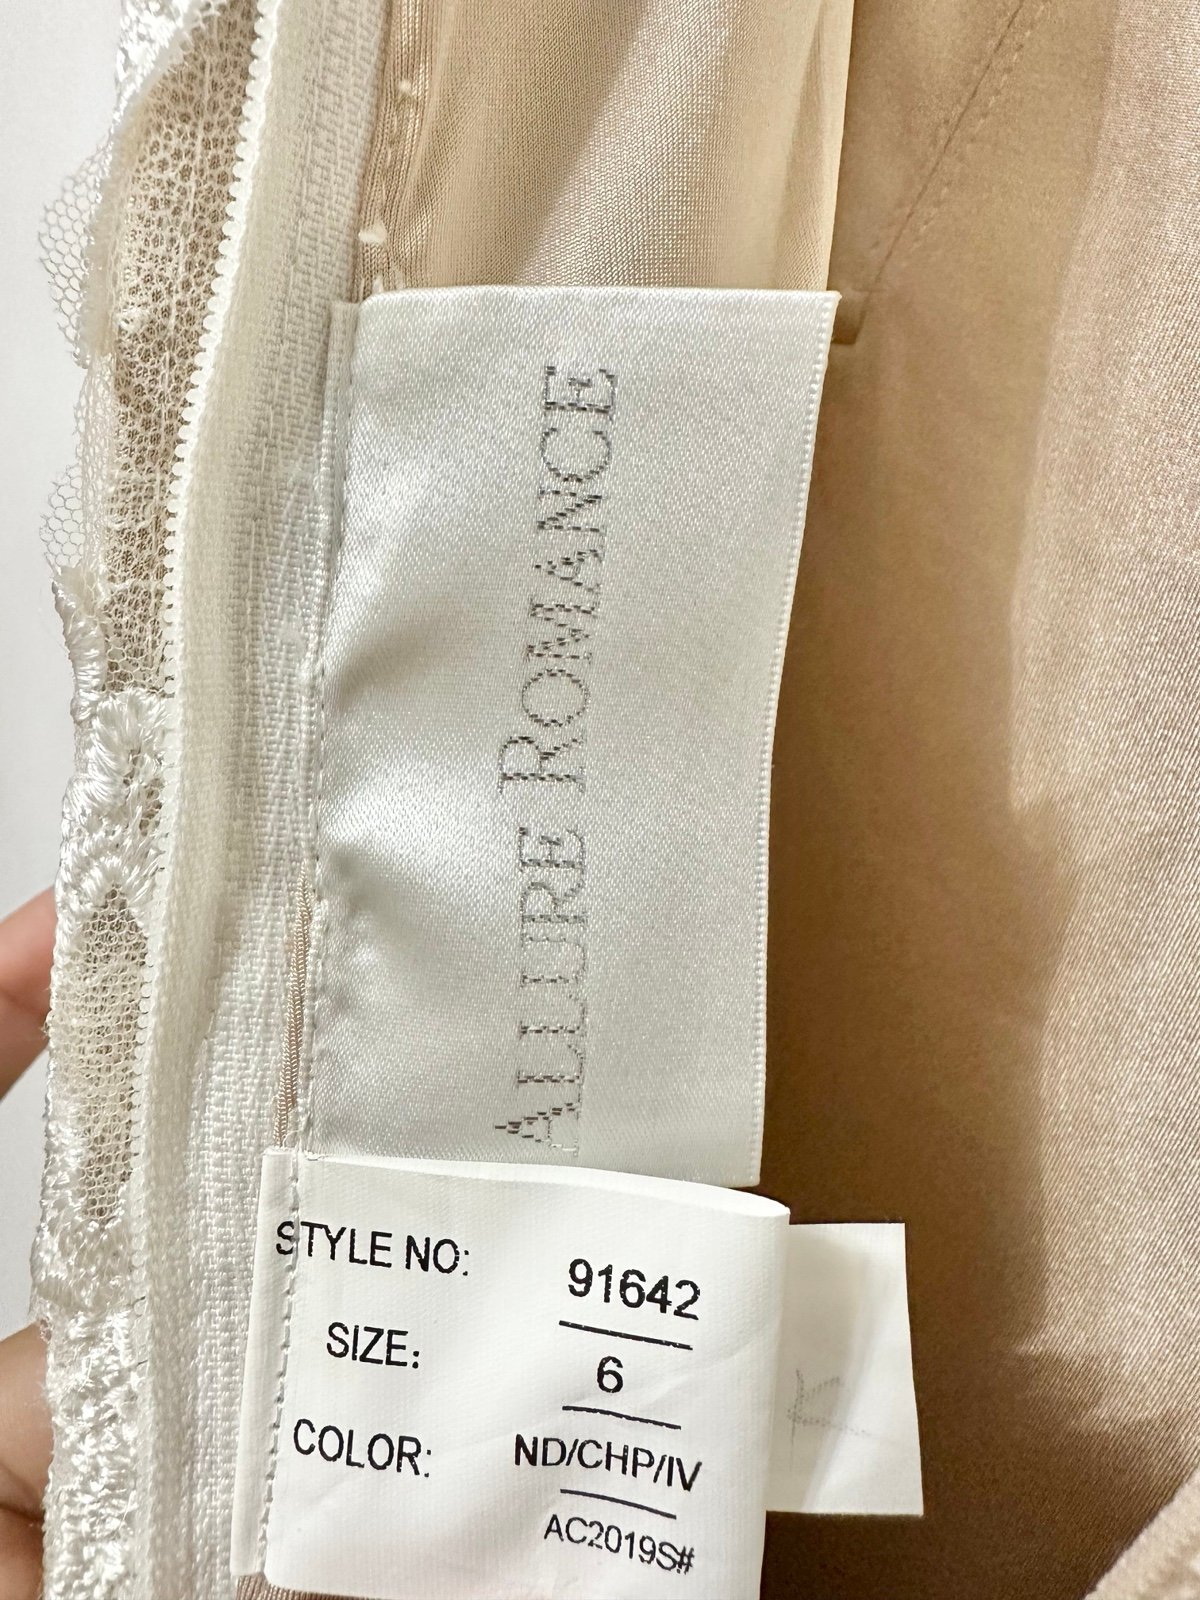 ALLURE ROMANCE
STYLE NO: 91642
SIZE: 6
COLOR: ND/CHP/IV
AC2019S#